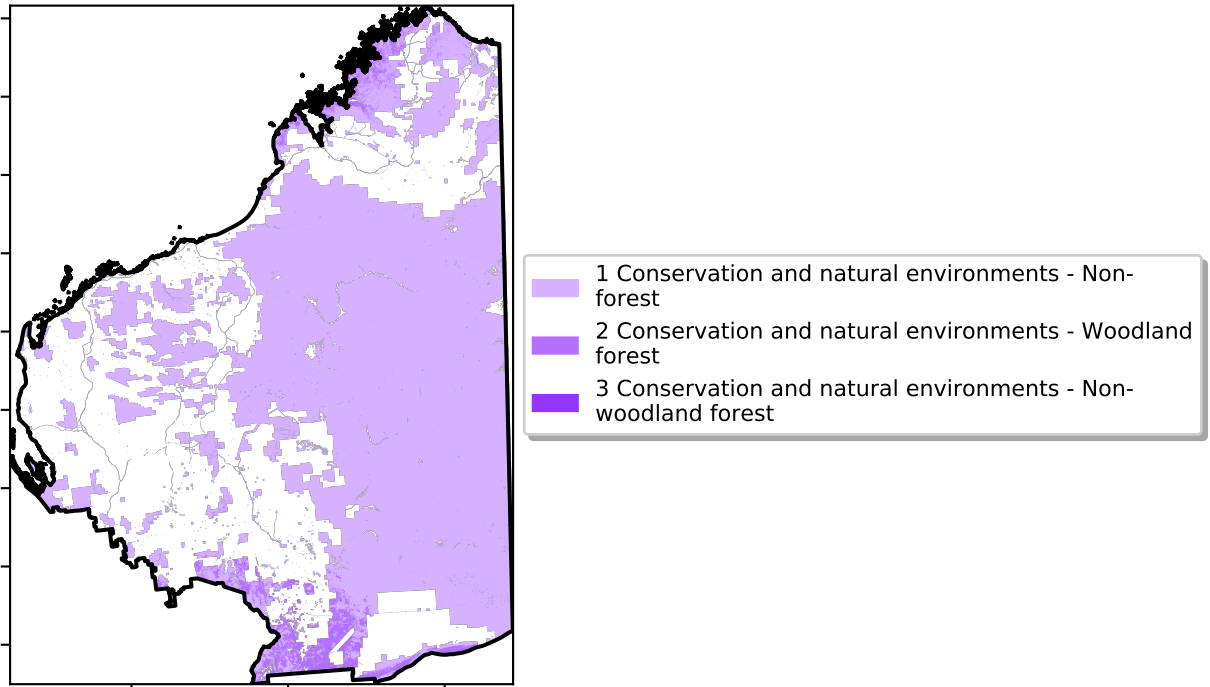 1 Conservation and natural environments - Non-
forest
2 Conservation and natural environments - Woodland
forest
3 Conservation and natural environments - Non-
woodland forest